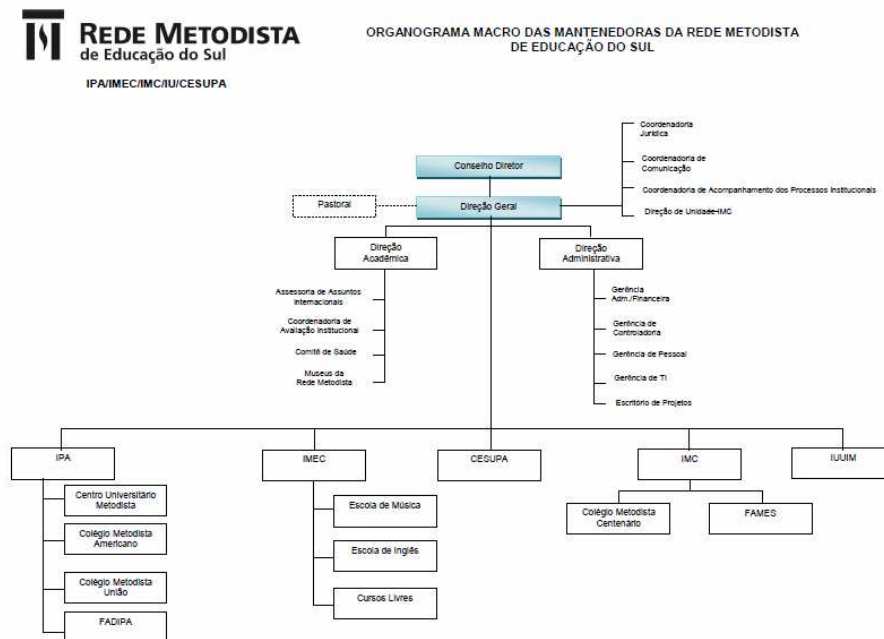 REDE METODISTA
de Educação do Sul
ORGANOGRAMA MACRO DAS MANTENEDORAS DA REDE METODISTA
DE EDUCAÇÃO DO SUL
IPA/IMEC/IMC/IU/CESUPA
Coordenadoria
Jurídica
Conselho Diretor
Coordenadoria de
Comunicação
Coordenadoria de Acompanhamento dos Processos Institucionais
Pastoral
Direção Geral
Direção de Unidade-IMC
Direção
Acadêmica
Direção
Administrativa
Assessoria de Assuntos
Internacionais
Coordenadoria de
Avaliação Institucional
Comitê de Saúde
Museus da
Rede Metodista
Gerência
Adm./Financeira
Gerência de
Controladoria
Gerência de Pessoal
Gerência de TI
Escritório de Projetos
IPA
IMEC
CESUPA
IMC
IUUIM
Centro Universitário
Metodista
Colégio Metodista
Americano
Colégio Metodista
União
FADIPA
Escola de Música
Escola de Inglês
Cursos Livres
Colégio Metodista
Centenário
FAMES